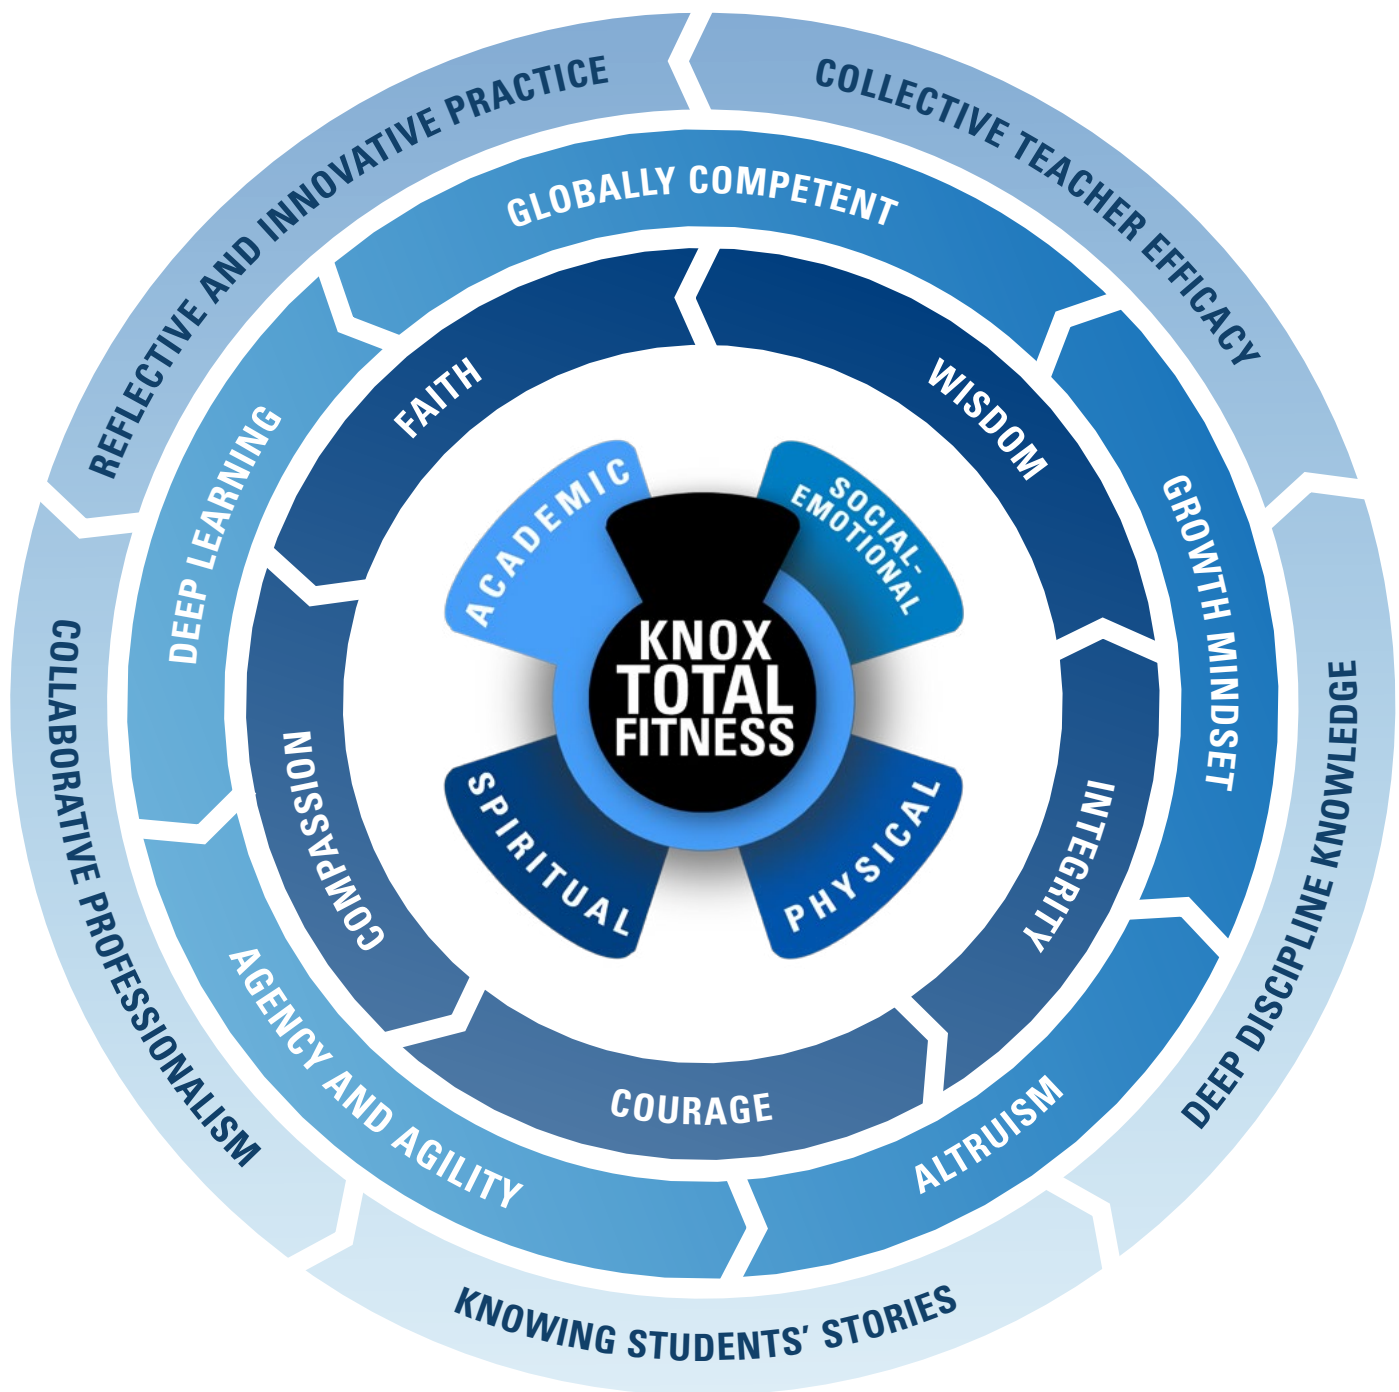 REFLECTIVE AND INNOVATIVE PRACTICE
COLLECTIVE TEACHER EFFICACY
DEEP DISCIPLINE KNOWLEDGE
KNOWING STUDENTS’ STORIES
COLLABORATIVE PROFESSIONALISM
GLOBALLY COMPETENT
GROWTH MINDSET
ALTRUISM
AGENCY AND AGILITY
DEEP LEARNING
FAITH
WISDOM
INTEGRITY
COURAGE
COMPASSION
ACADEMIC
SOCIAL-
EMOTIONAL
PHYSICAL
SPIRITUAL
KNOX
TOTAL
FITNESS